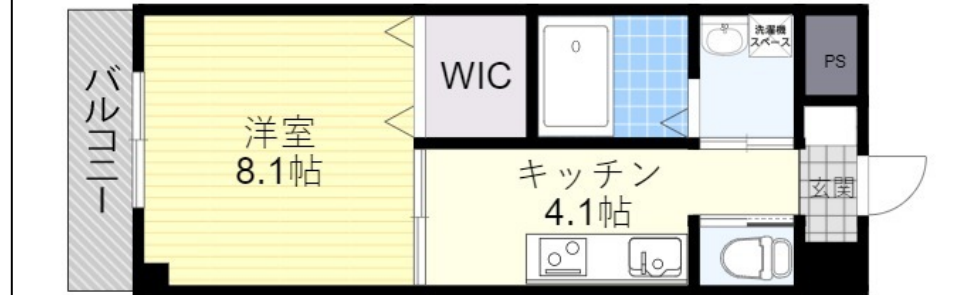 バルコニー
洋室
8.1帖
WIC
キッチン
4.1帖
洗濯機
スペース
PS
玄関